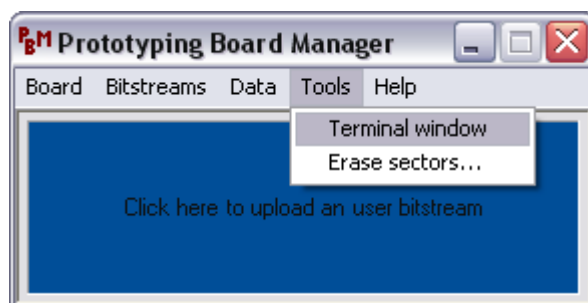 PBM Prototyping Board Manager
Board Bitstreams Data Tools Help
Terminal window
Erase sectors...
Click here to upload an user bitstream